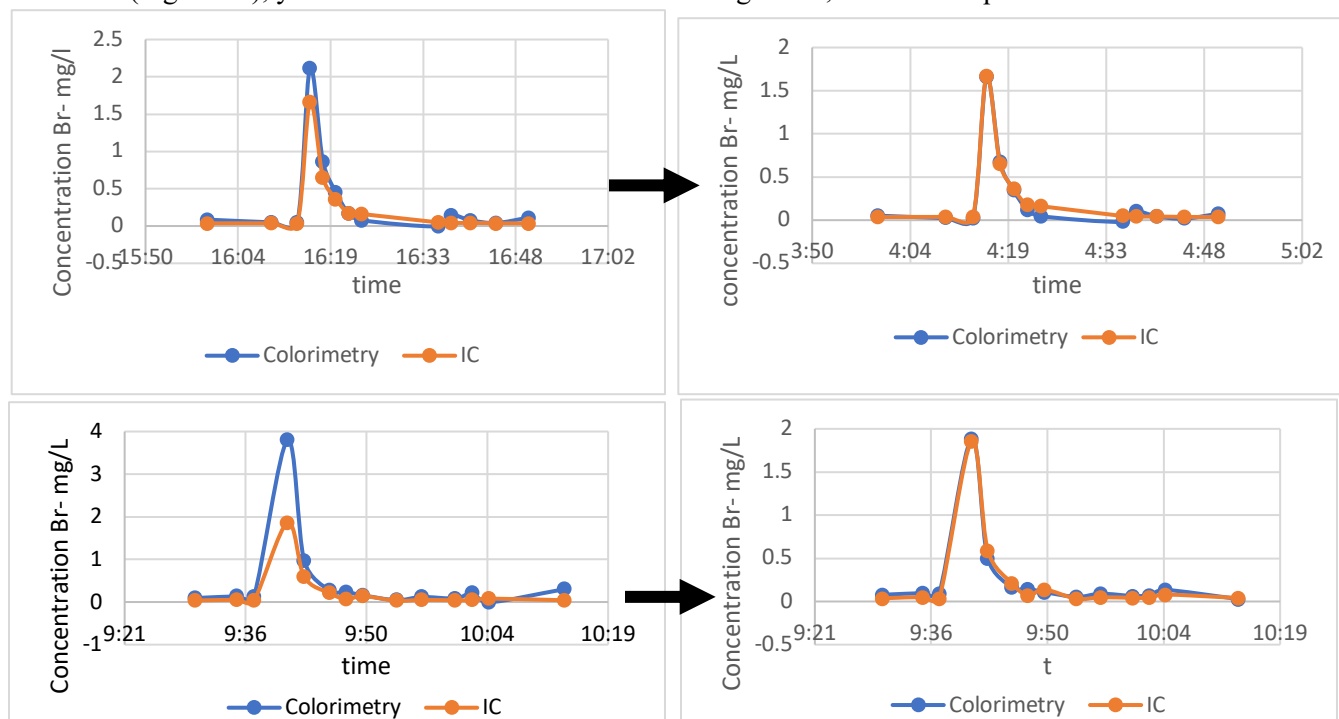 2.5
2
1.5
1
0.5
0
-0.5
15:50 16:04 16:19 16:33 16:48 17:02
Concentration Br- mg/l
time
Colorimetry IC
2
1.5
1
0.5
0
-0.5
3:50 4:04 4:19 4:33 4:48 5:02
concentration Br- mg/L
time
Colorimetry IC
4
3
2
1
0
-1
9:21 9:36 9:50 10:04 10:19
Concentration Br- mg/L
time
Colorimetry IC
2
1.5
1
0.5
0
-0.5
9:21 9:36 9:50 10:04 10:19
Concentration Br- mg/L
t
Colorimetry IC